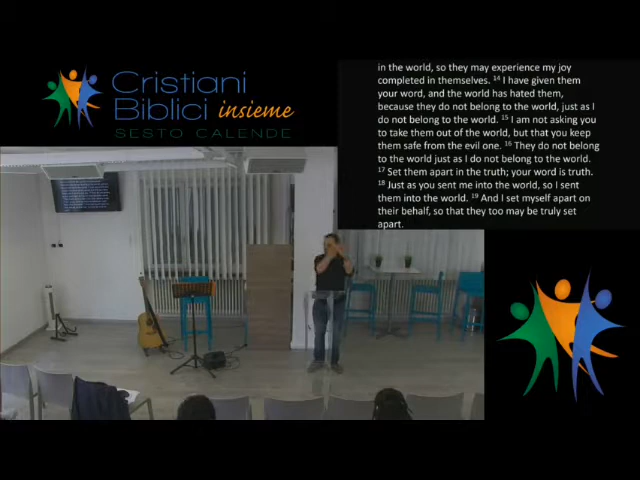 Cristiani
Biblici insieme
SESTO CALENDE
in the world, so they may experience my joy
completed in themselves. 14 I have given them
your word, and the world has hated them,
because they do not belong to the world, just as I
do not belong to the world. 15 I am not asking you
to take them out of the world, but that you keep
them safe from the evil one. 16 They do not belong
to the world just as I do not belong to the world.
17 Set them apart in the truth; your word is truth.
18 Just as you sent me into the world, so I sent
them into the world. 19 And I set myself apart on
their behalf, so that they too may be truly set
apart.